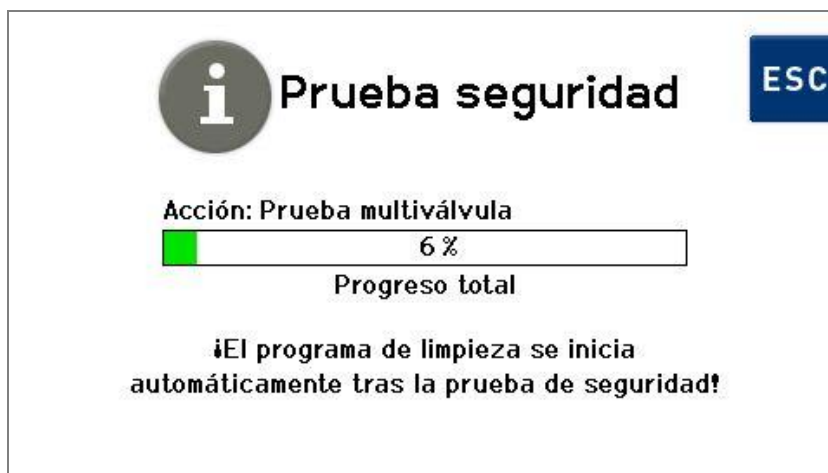 Prueba seguridad
ESC
Acción: Prueba multiválvula
6 %
Progreso total
¡El programa de limpieza se inicia
automáticamente tras la prueba de seguridad!